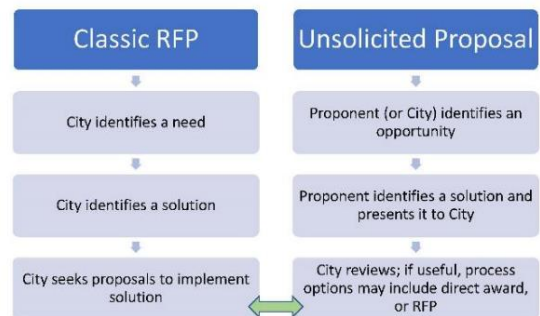 Classic RFP
City identifies a need
City identifies a solution
City seeks proposals to implement
solution
Unsolicited Proposal
Proponent (or City) identifies an
opportunity
Proponent identifies a solution and
presents it to City
City reviews; if useful, process
options may include direct award,
or RFP